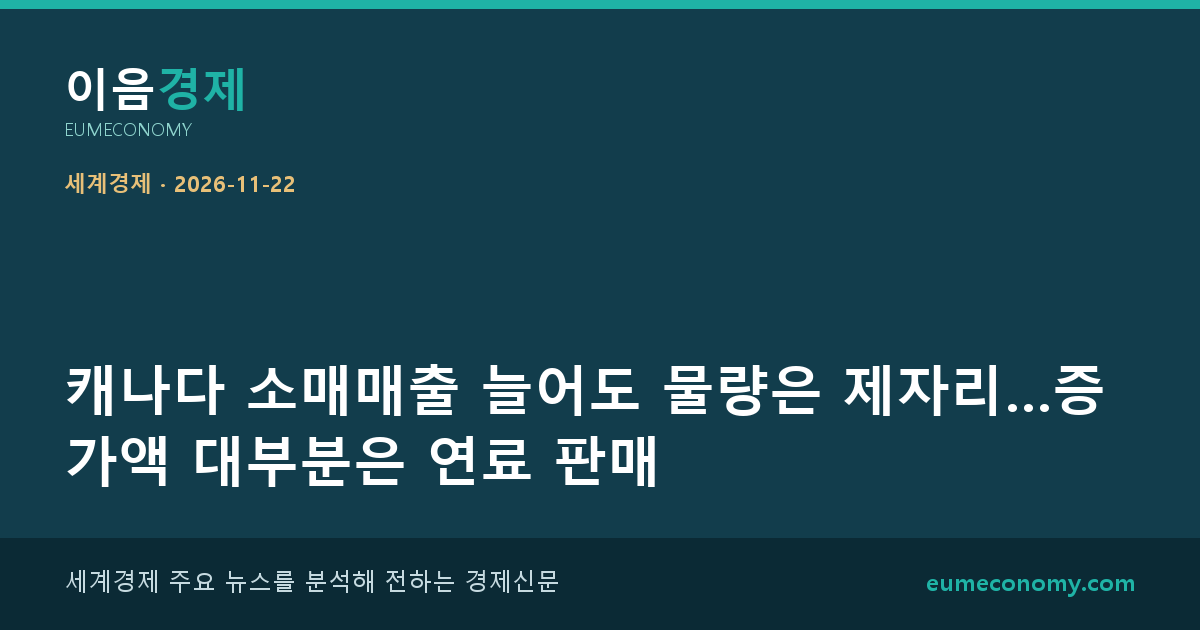 이음경제
EUMECONOMY
세계경제 · 2026-11-22
캐나다 소매매출 늘어도 물량은 제자리...증
가액 대부분은 연료 판매
세계경제 주요 뉴스를 분석해 전하는 경제신문
eumeconomy.com